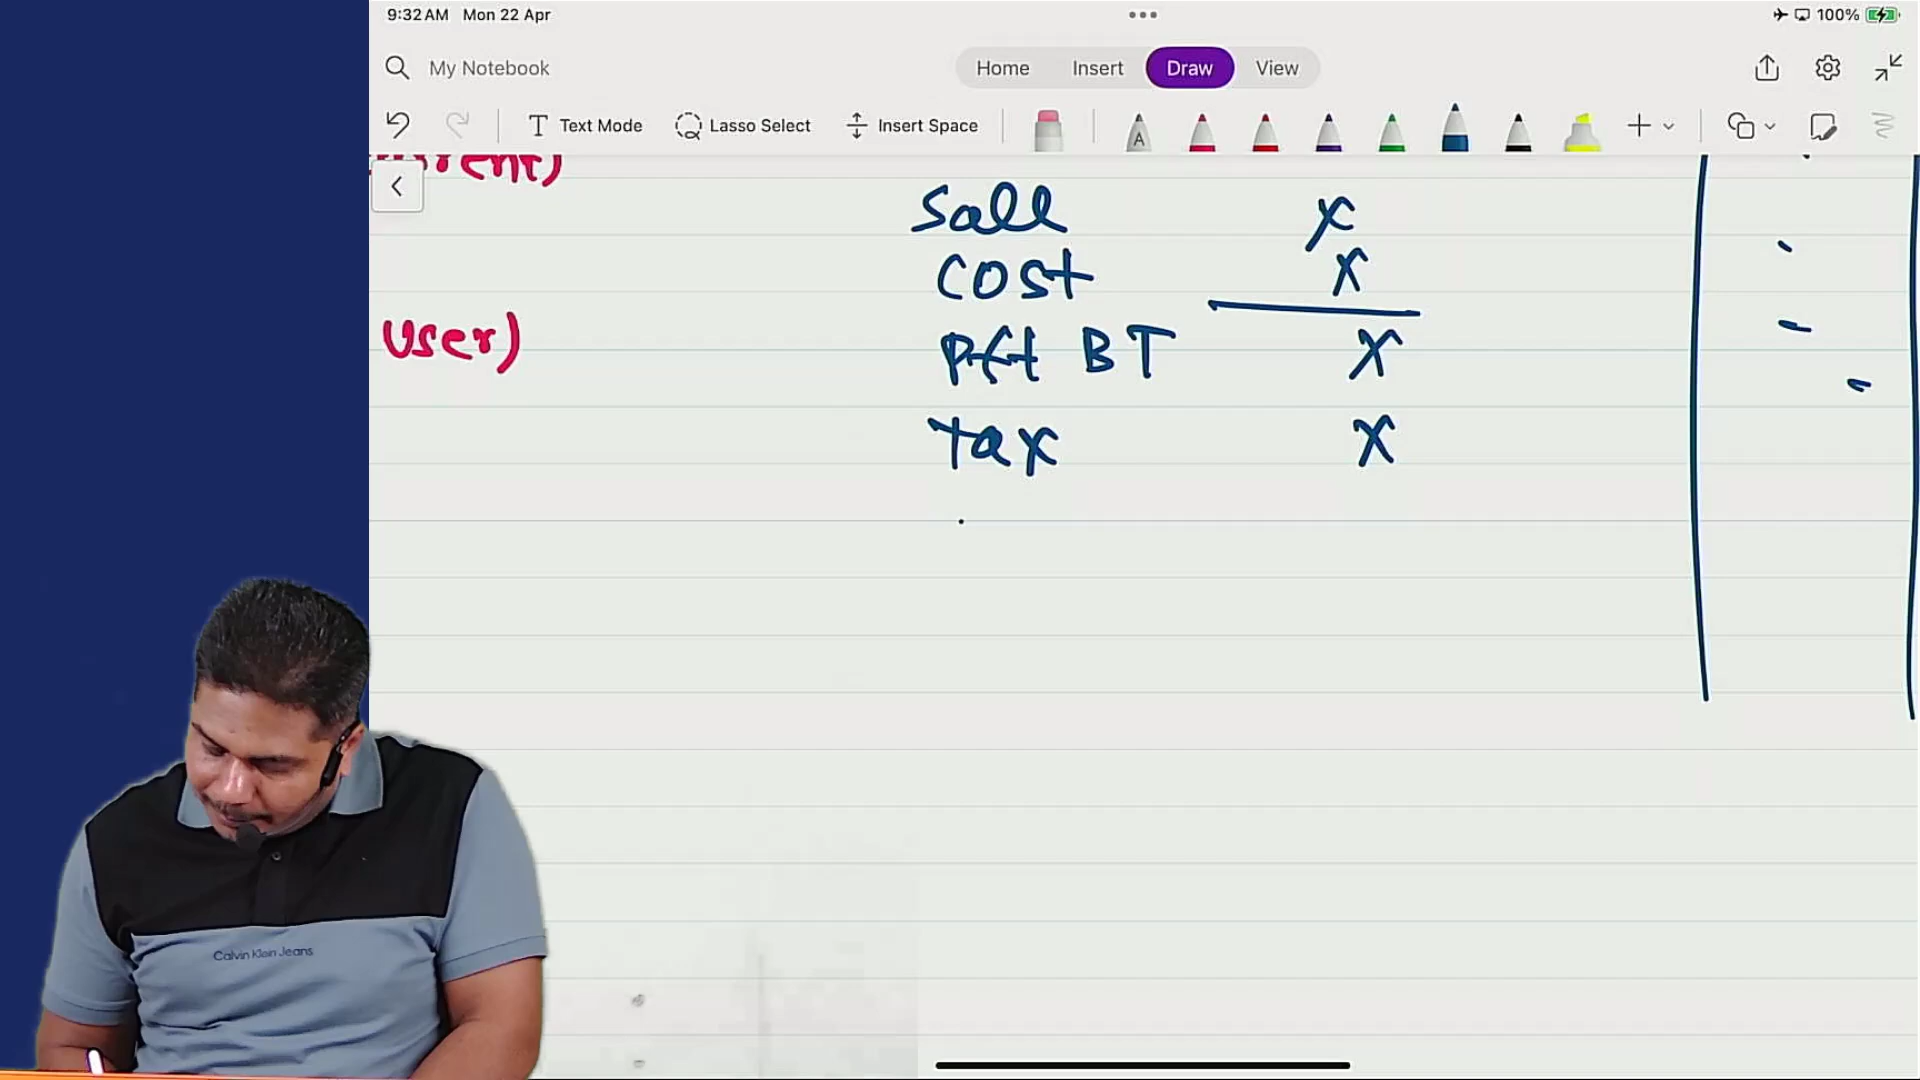 9:32 AM Mon 22 Apr
100%
My Notebook
Home Insert Draw View
Text Mode Lasso Select Insert Space
A
Sale x
Cost x
User)
Pft BT x
Tax x
Calvin Klein Jeans